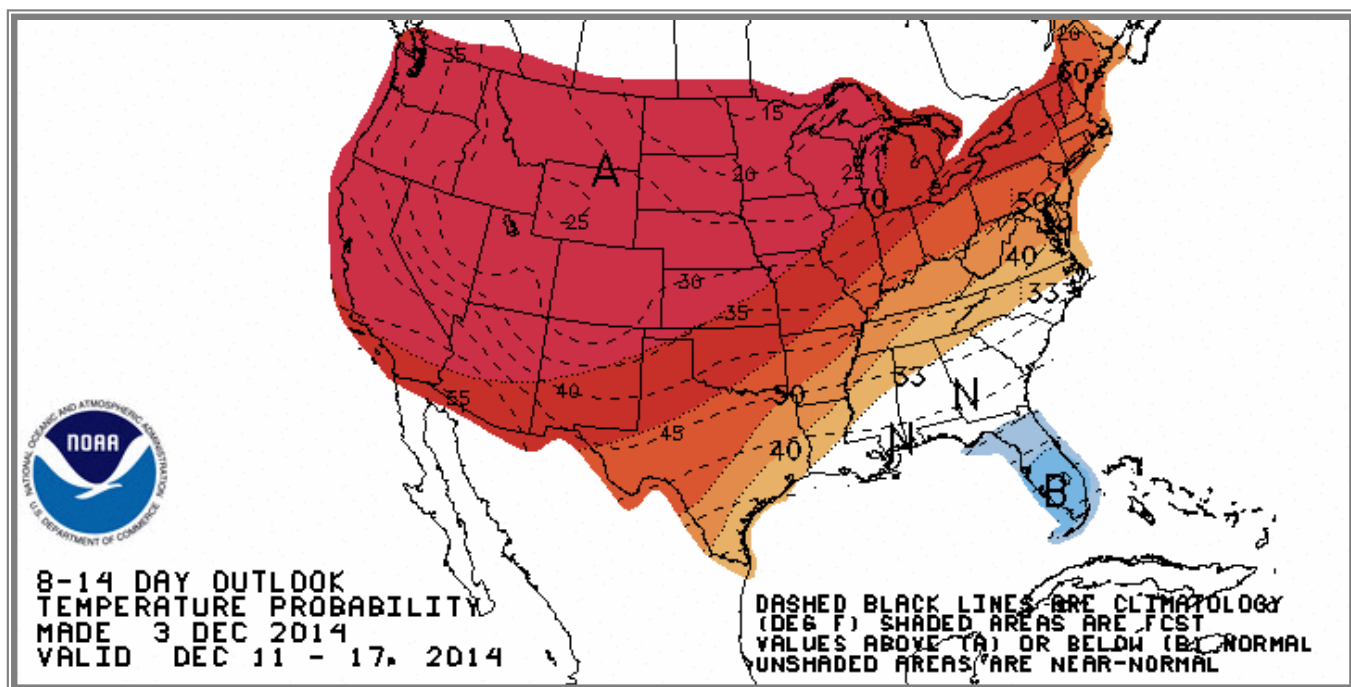 20
35
60
15
A
20
25
70
25
50
40
30
33
35
33
40
55
N
50
45
N
40
B
NATIONAL OCEANIC AND ATMOSPHERIC ADMINISTRATION
NOAA
U.S. DEPARTMENT OF COMMERCE
8-14 DAY OUTLOOK
TEMPERATURE PROBABILITY
MADE 3 DEC 2014
VALID DEC 11 - 17, 2014
DASHED BLACK LINES ARE CLIMATOLOGY
(DEG F) SHADED AREAS ARE FCST
VALUES ABOVE (A) OR BELOW (B) NORMAL
UNSHADED AREAS ARE NEAR-NORMAL